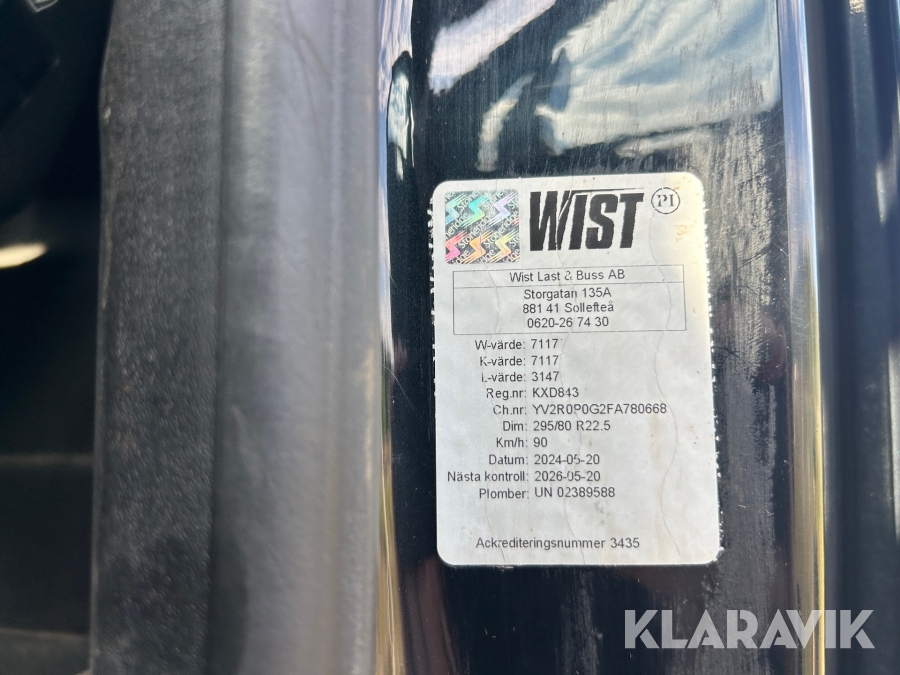 WIST
PI
Stoneridge
Wist Last & Buss AB
Storgatan 135A
881 41 Sollefteå
0620-26 74 30
W-värde: 7117
K-värde: 7117
L-värde: 3147
Reg.nr: KXD843
Ch.nr: YV2R0P0G2FA780668
Dim: 295/80 R22.5
Km/h: 90
Datum: 2024-05-20
Nästa kontroll: 2026-05-20
Plomber: UN 02389588
Ackrediteringsnummer 3435
KLARAVIK